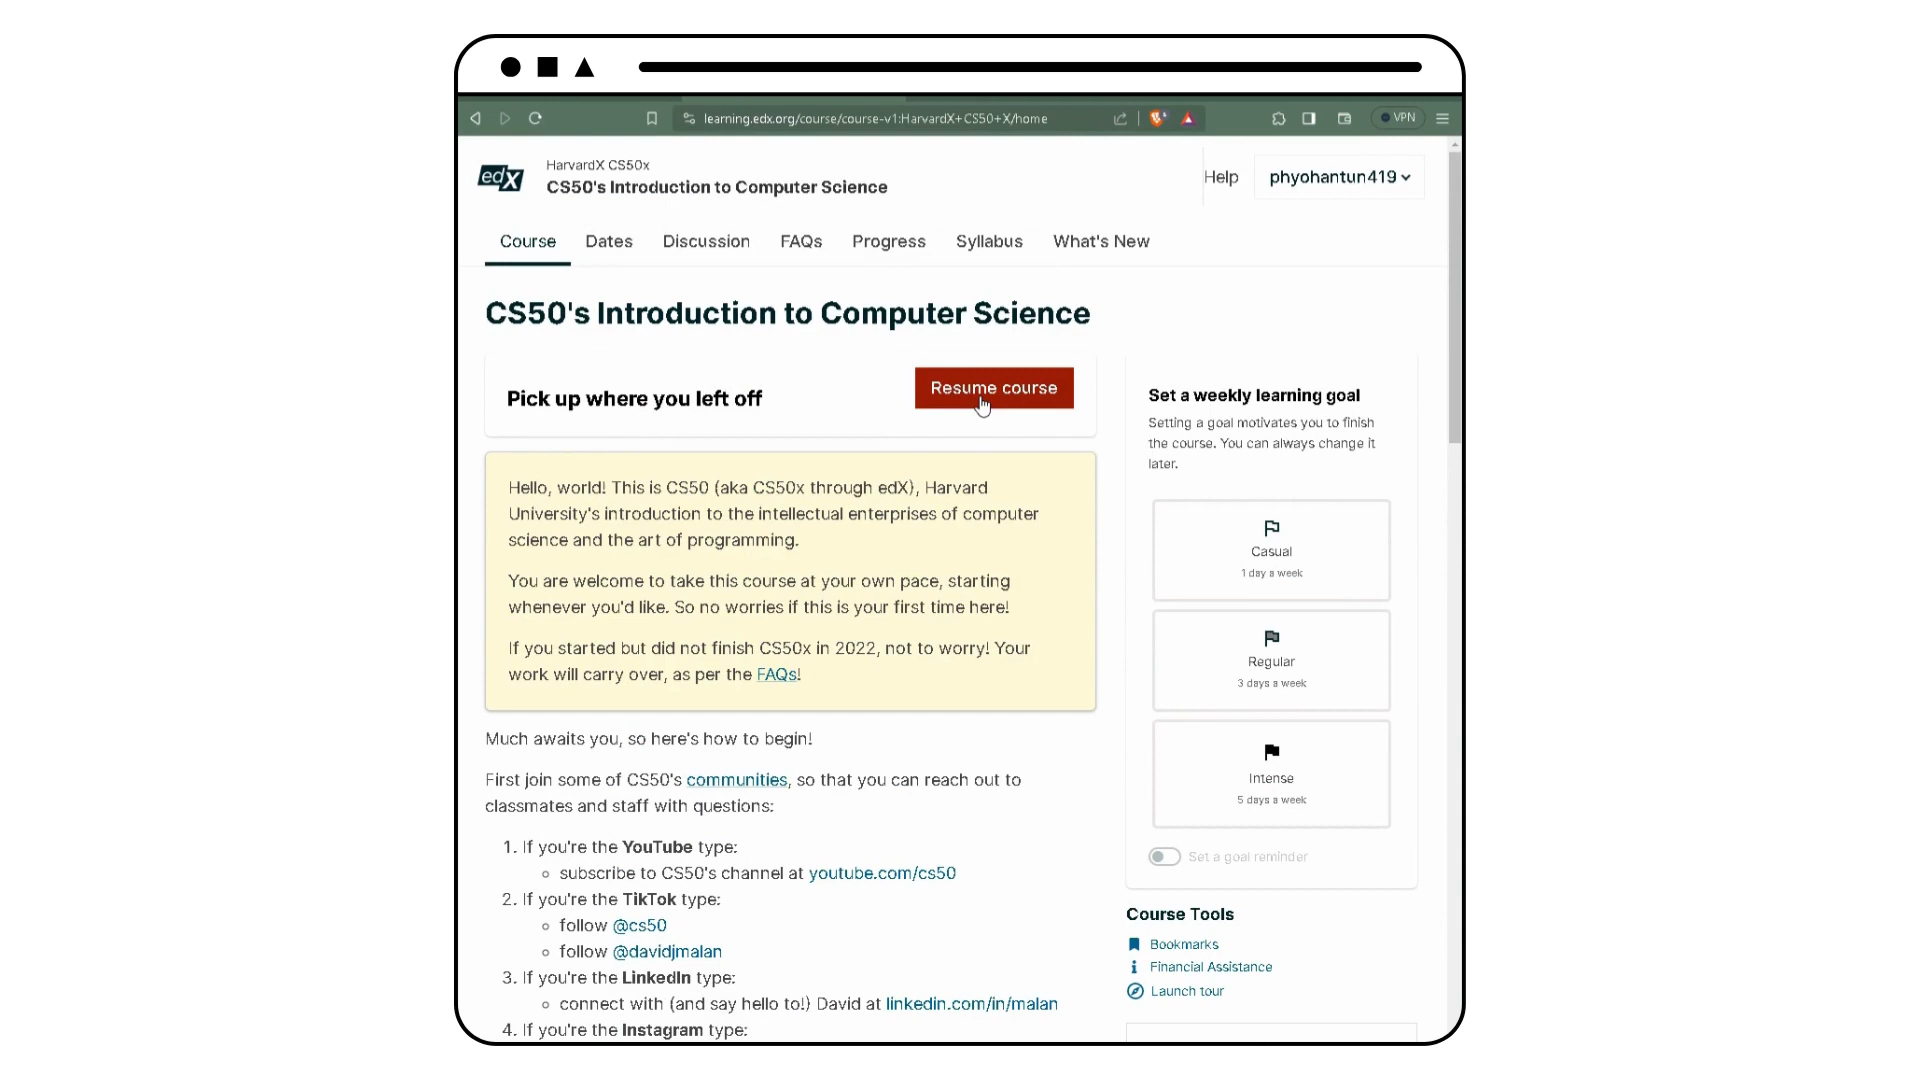 learning.edx.org/course/course-v1:HarvardX+CS50+X/home
VPN
edX
HarvardX CS50x
CS50's Introduction to Computer Science
Help
phyohantun419
Course Dates Discussion FAQs Progress Syllabus What's New
CS50's Introduction to Computer Science
Pick up where you left off
Resume course
Hello, world! This is CS50 (aka CS50x through edX), Harvard
University's introduction to the intellectual enterprises of computer
science and the art of programming.
You are welcome to take this course at your own pace, starting
whenever you'd like. So no worries if this is your first time here!
If you started but did not finish CS50x in 2022, not to worry! Your
work will carry over, as per the FAQs!
Much awaits you, so here's how to begin!
First join some of CS50's communities, so that you can reach out to
classmates and staff with questions:
1. If you're the YouTube type:
subscribe to CS50's channel at youtube.com/cs50
2. If you're the TikTok type:
follow @cs50
follow @davidjmalan
3. If you're the LinkedIn type:
connect with (and say hello to!) David at linkedin.com/in/malan
4. If you're the Instagram type:
Set a weekly learning goal
Setting a goal motivates you to finish
the course. You can always change it
later.
Casual
1 day a week
Regular
3 days a week
Intense
5 days a week
Set a goal reminder
Course Tools
Bookmarks
Financial Assistance
Launch tour